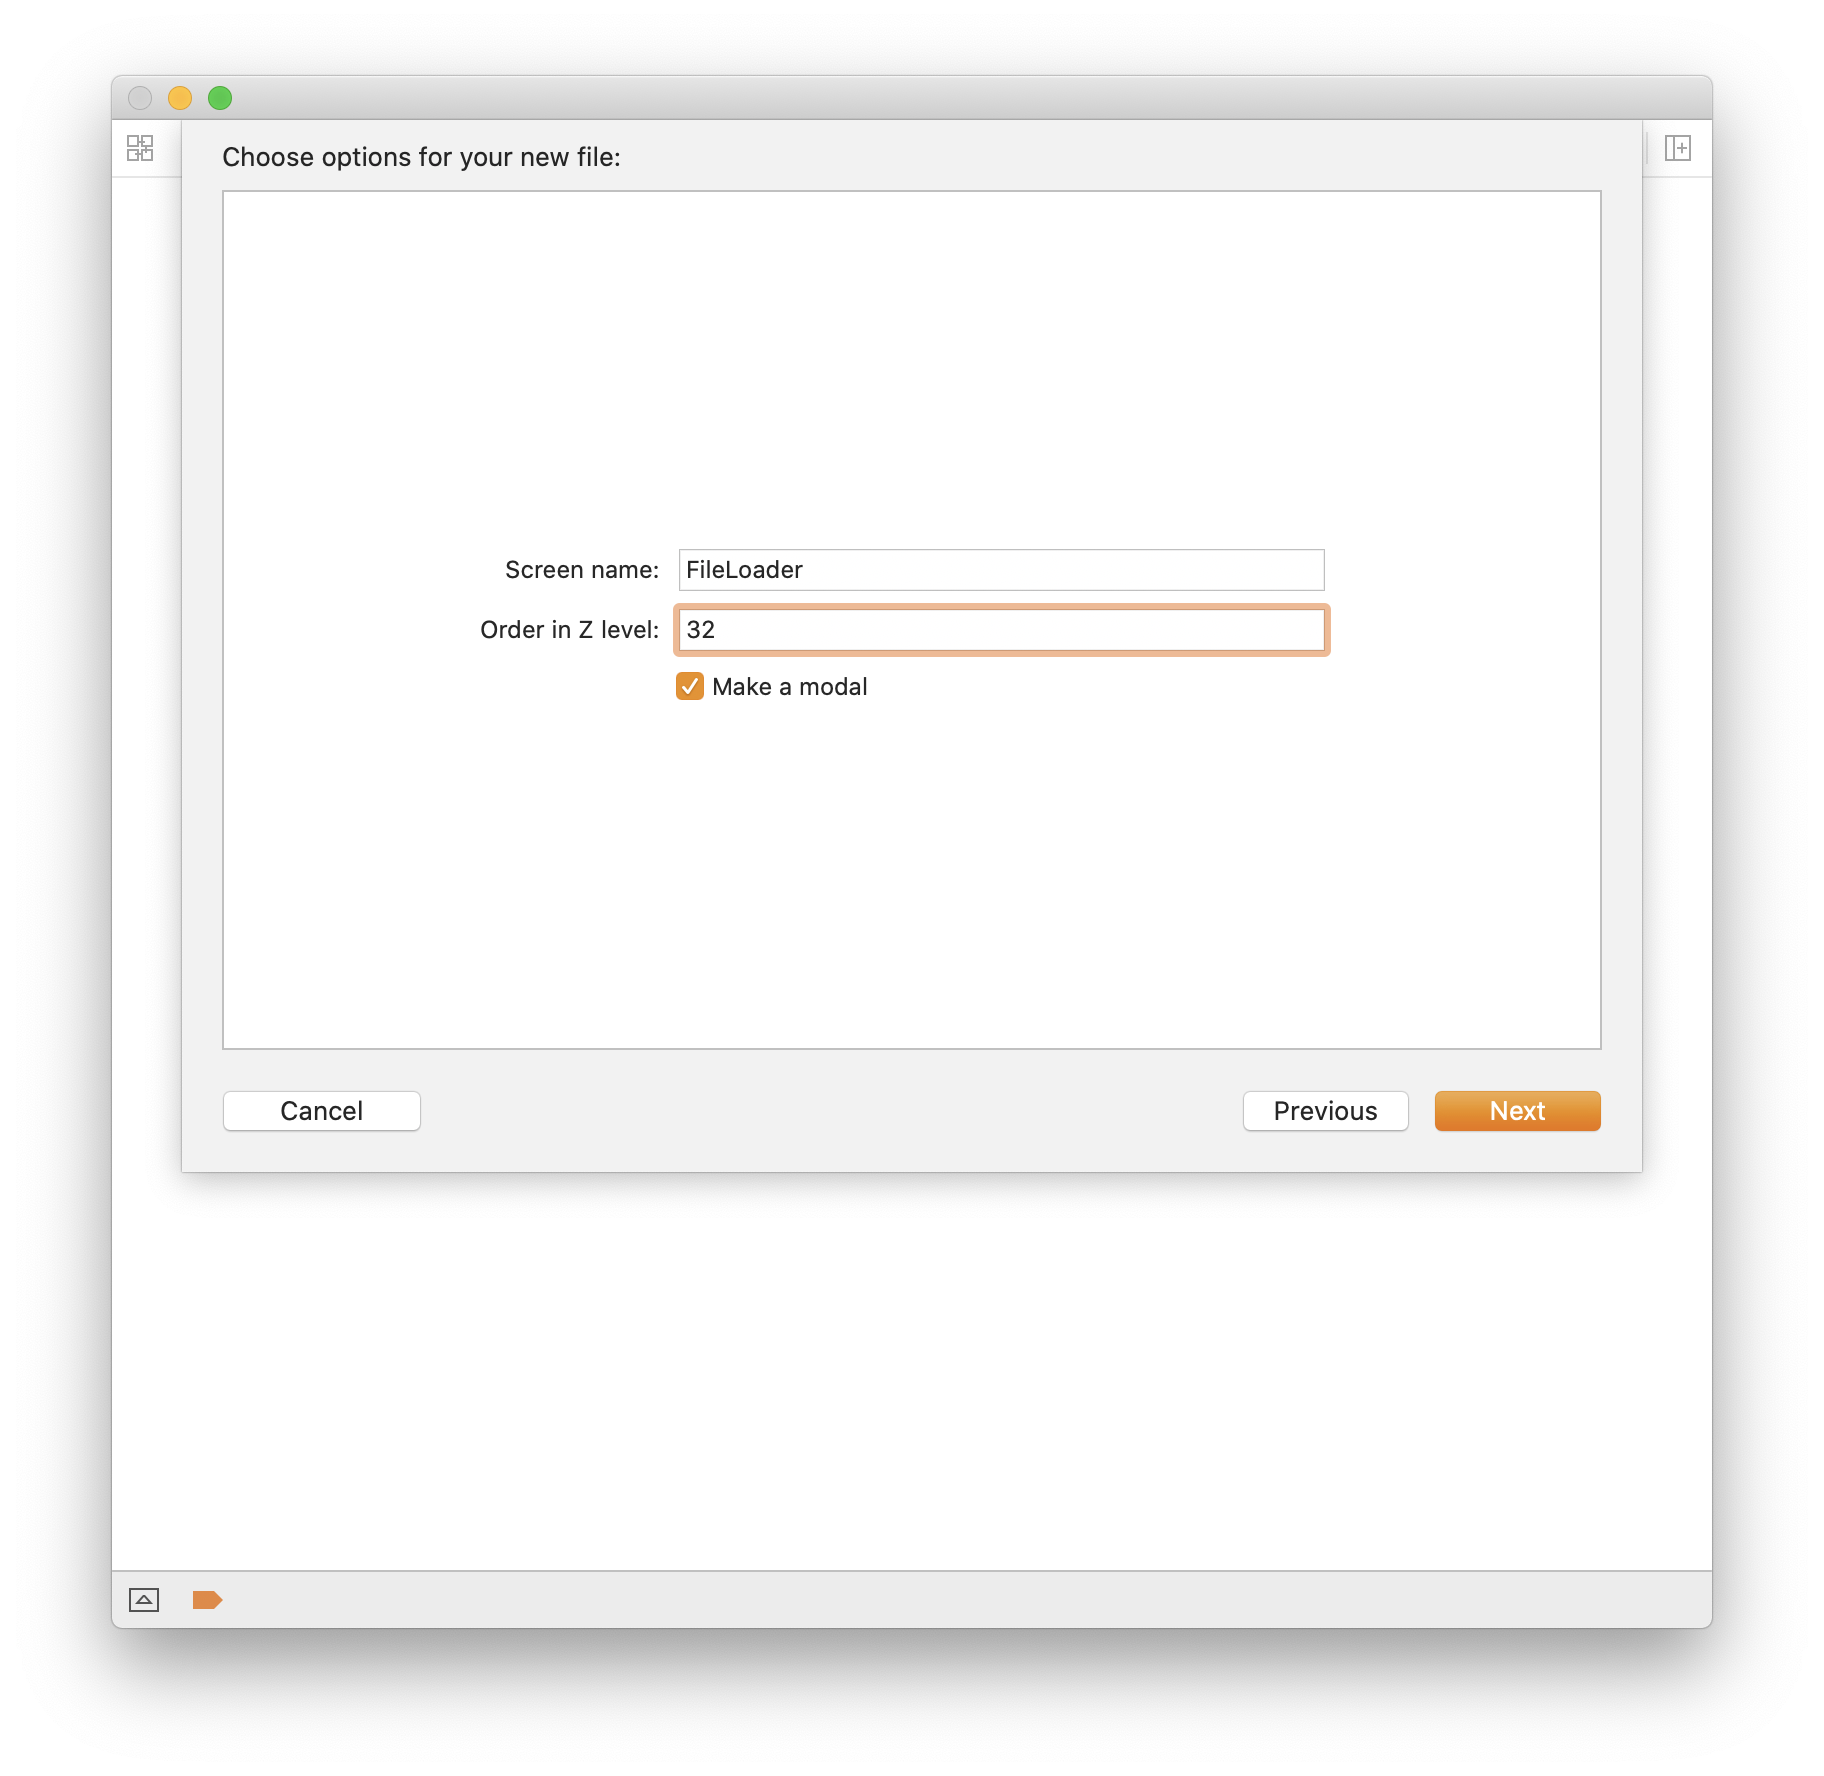 Choose options for your new file:
Screen name: FileLoader
Order in Z level: 32
Make a modal
Cancel Previous Next